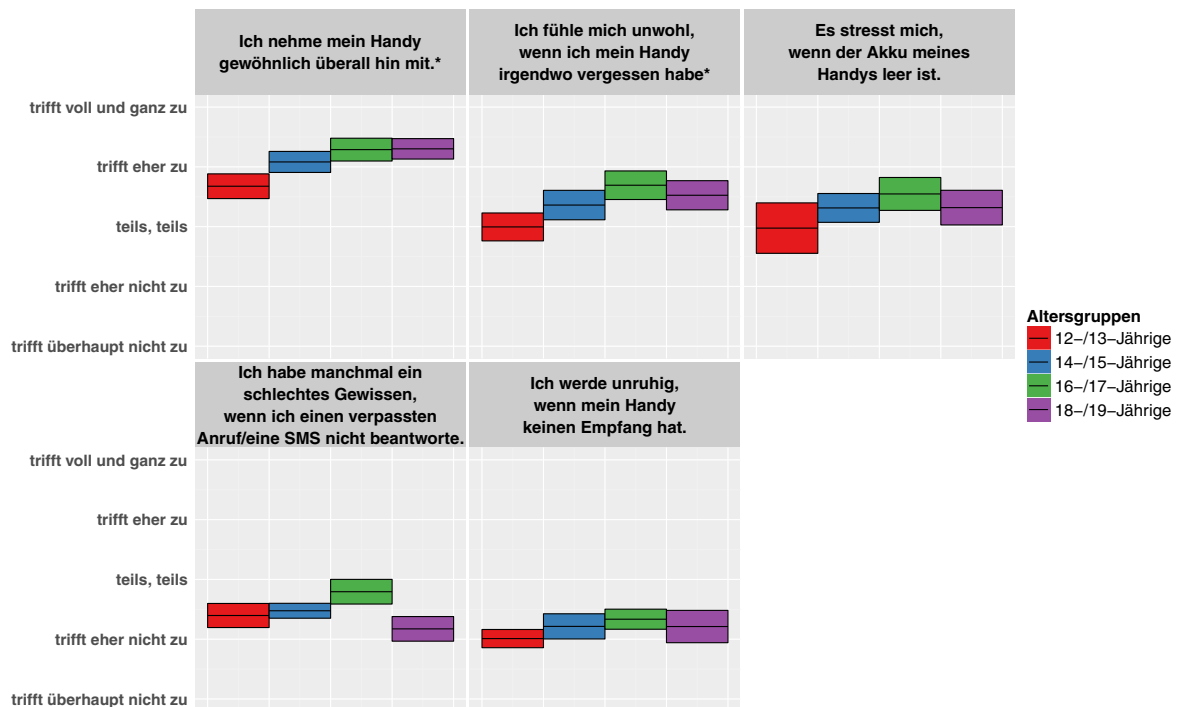 Ich nehme mein Handy
gewöhnlich überall hin mit.*
Ich fühle mich unwohl,
wenn ich mein Handy
irgendwo vergessen habe*
Es stresst mich,
wenn der Akku meines
Handys leer ist.
trifft voll und ganz zu
trifft eher zu
teils, teils
trifft eher nicht zu
trifft überhaupt nicht zu
Ich habe manchmal ein
schlechtes Gewissen,
wenn ich einen verpassten
Anruf/eine SMS nicht beantworte.
Ich werde unruhig,
wenn mein Handy
keinen Empfang hat.
trifft voll und ganz zu
trifft eher zu
teils, teils
trifft eher nicht zu
trifft überhaupt nicht zu
Altersgruppen
12–/13–Jährige
14–/15–Jährige
16–/17–Jährige
18–/19–Jährige